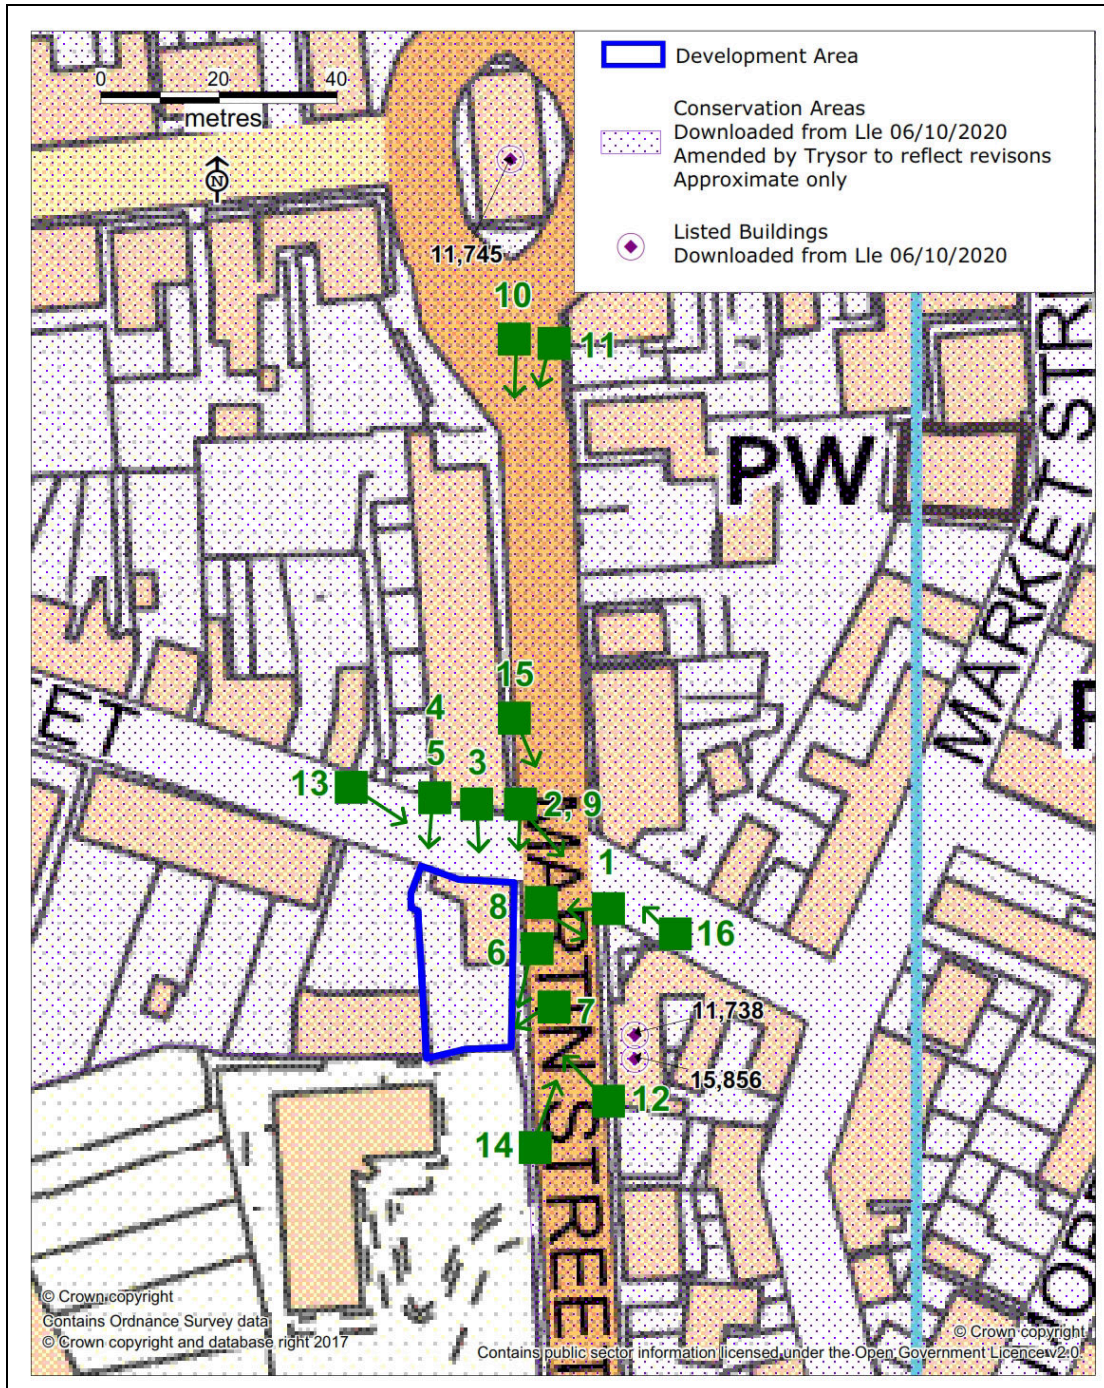 Development Area
Conservation Areas
Downloaded from Lle 06/10/2020
Amended by Trysor to reflect revisons
Approximate only
Listed Buildings
Downloaded from Lle 06/10/2020
0 20 40
metres
N
11,745
10
11
PW
MARKET STR
15
4
5
3
13
2, 9
ET
1
8
16
6
7
11,738
15,856
12
14
MARTIN STREET
© Crown copyright
Contains Ordnance Survey data
© Crown copyright and database right 2017
© Crown copyright
Contains public sector information licensed under the Open Government Licence v2.0.